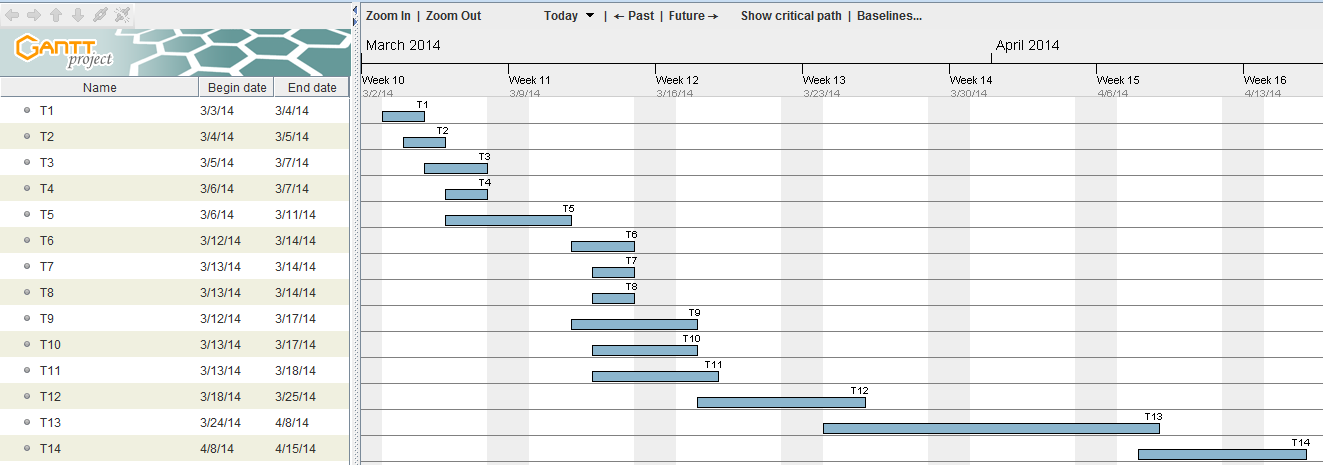 Zoom In | Zoom Out Today | ← Past | Future → Show critical path | Baselines...
GANTT project
March 2014 April 2014
Name Begin date End date
Week 10 Week 11 Week 12 Week 13 Week 14 Week 15 Week 16
3/2/14 3/9/14 3/16/14 3/23/14 3/30/14 4/6/14 4/13/14
T1 3/3/14 3/4/14 T1
T2 3/4/14 3/5/14 T2
T3 3/5/14 3/7/14 T3
T4 3/6/14 3/7/14 T4
T5 3/6/14 3/11/14 T5
T6 3/12/14 3/14/14 T6
T7 3/13/14 3/14/14 T7
T8 3/13/14 3/14/14 T8
T9 3/12/14 3/17/14 T9
T10 3/13/14 3/17/14 T10
T11 3/13/14 3/18/14 T11
T12 3/18/14 3/25/14 T12
T13 3/24/14 4/8/14 T13
T14 4/8/14 4/15/14 T14